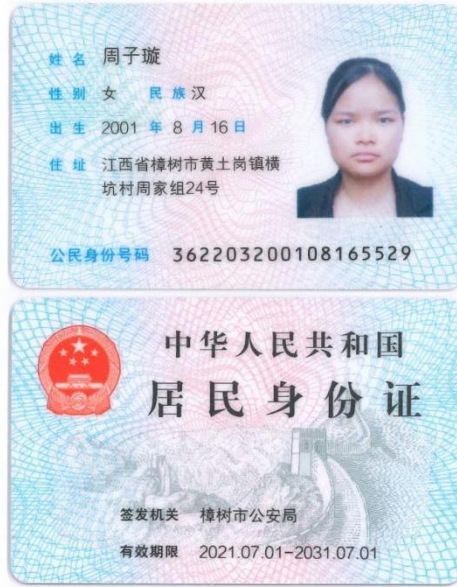 姓名 周子璇
性别 女 民族 汉
出生 2001 年 8 月 16 日
住址 江西省樟树市黄土岗镇横
坑村周家组24号
公民身份号码 362203200108165529
中华人民共和国
居民身份证
签发机关 樟树市公安局
有效期限 2021.07.01-2031.07.01